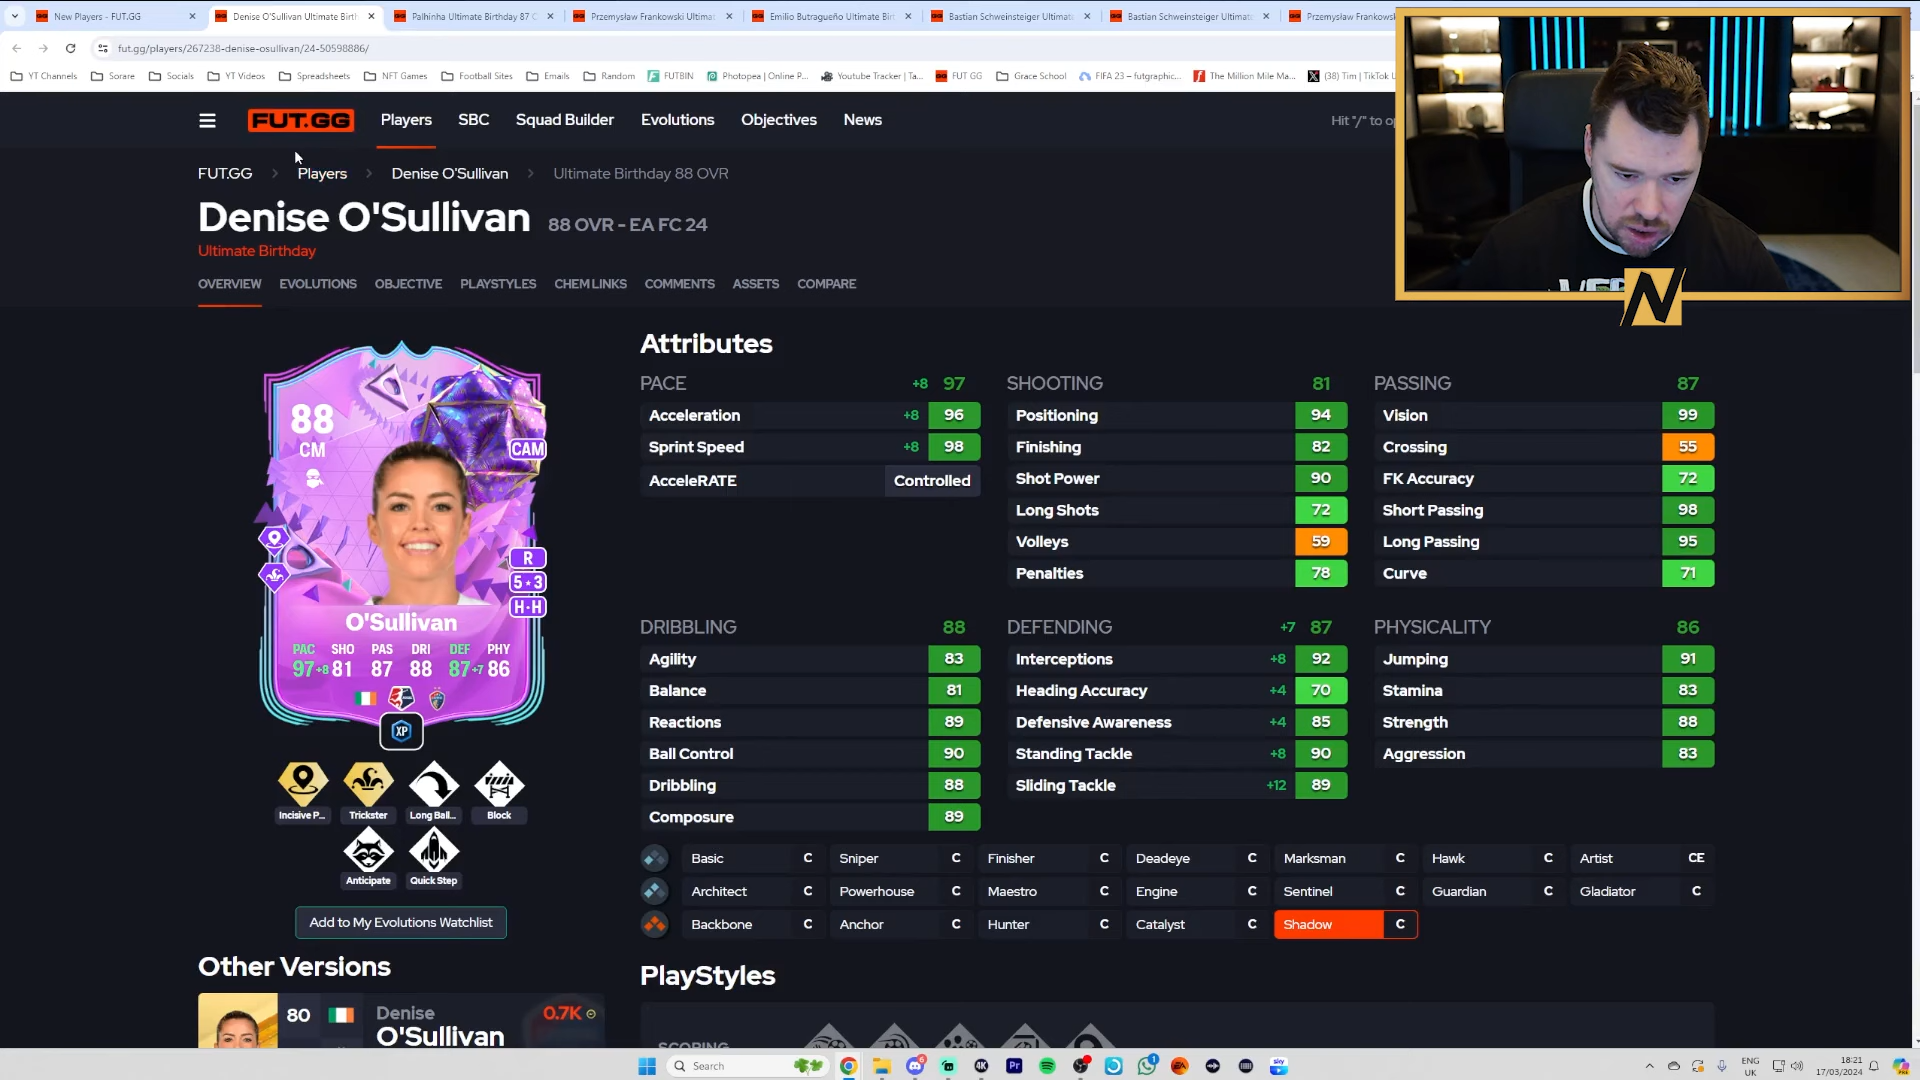 New Players - FUT.GG
Denise O'Sullivan Ultimate Birth
Palhinha Ultimate Birthday 87 C
Przemysław Frankowski Ultimat
Emilio Butragueño Ultimate Birt
Bastian Schweinsteiger Ultimat
Bastian Schweinsteiger Ultimat
Przemysław Frankows
fut.gg/players/267238-denise-osullivan/24-50598886/
YT Channels
Sorare
Socials
YT Videos
Spreadsheets
NFT Games
Football Sites
Emails
Random
FUTBIN
Photopea | Online P...
Youtube Tracker | Ta...
FUT GG
Grace School
FIFA 23 – futgraphic...
The Million Mile Ma...
(38) Tim | TikTok
FUT.GG
Players
SBC
Squad Builder
Evolutions
Objectives
News
Hit "/" to op
FUT.GG > Players > Denise O'Sullivan > Ultimate Birthday 88 OVR
Denise O'Sullivan 88 OVR - EA FC 24
Ultimate Birthday
OVERVIEW EVOLUTIONS OBJECTIVE PLAYSTYLES CHEM LINKS COMMENTS ASSETS COMPARE
N
88
CM
CAM
R
5★3
H·H
O'Sullivan
PAC SHO PAS DRI DEF PHY
97+8 81 87 88 87+7 86
XP
Incisive P...
Trickster
Long Ball...
Block
Anticipate
Quick Step
Add to My Evolutions Watchlist
Other Versions
80
Denise
O'Sullivan
0.7K
Attributes
PACE +8 97
Acceleration +8 96
Sprint Speed +8 98
AcceleRATE Controlled
SHOOTING 81
Positioning 94
Finishing 82
Shot Power 90
Long Shots 72
Volleys 59
Penalties 78
PASSING 87
Vision 99
Crossing 55
FK Accuracy 72
Short Passing 98
Long Passing 95
Curve 71
DRIBBLING 88
Agility 83
Balance 81
Reactions 89
Ball Control 90
Dribbling 88
Composure 89
DEFENDING +7 87
Interceptions +8 92
Heading Accuracy +4 70
Defensive Awareness +4 85
Standing Tackle +8 90
Sliding Tackle +12 89
PHYSICALITY 86
Jumping 91
Stamina 83
Strength 88
Aggression 83
Basic C Sniper C Finisher C Deadeye C Marksman C Hawk C Artist CE
Architect C Powerhouse C Maestro C Engine C Sentinel C Guardian C Gladiator C
Backbone C Anchor C Hunter C Catalyst C Shadow C
PlayStyles
SCORING
Search
ENG
UK
18:21
17/03/2024